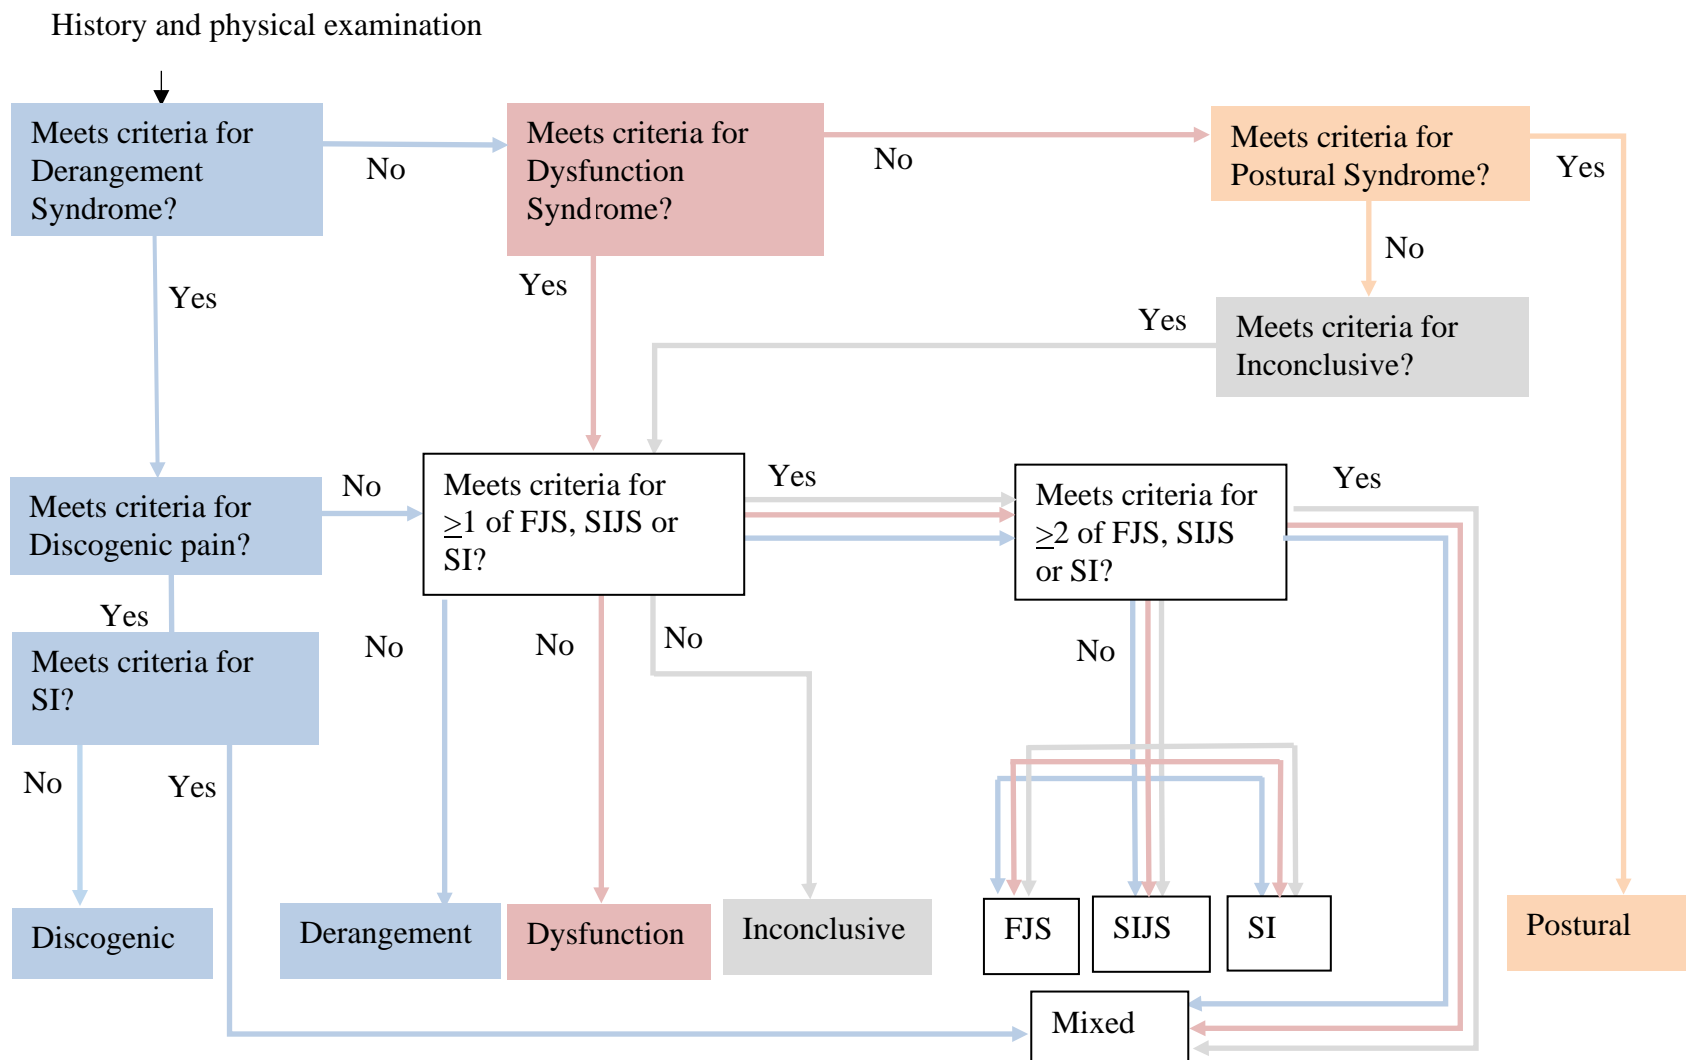 History and physical examination
Meets criteria for
Derangement
Syndrome?
No
Meets criteria for
Dysfunction
Syndrome?
No
Meets criteria for
Postural Syndrome?
Yes
No
Yes
Yes
Yes
Meets criteria for
Inconclusive?
Meets criteria for
Discogenic pain?
No
Meets criteria for
≥1 of FJS, SIJS or
SI?
Yes
Meets criteria for
≥2 of FJS, SIJS
or SI?
Yes
Yes
Meets criteria for
SI?
No
No
No
No
No
Yes
Discogenic
Derangement
Dysfunction
Inconclusive
FJS
SIJS
SI
Postural
Mixed